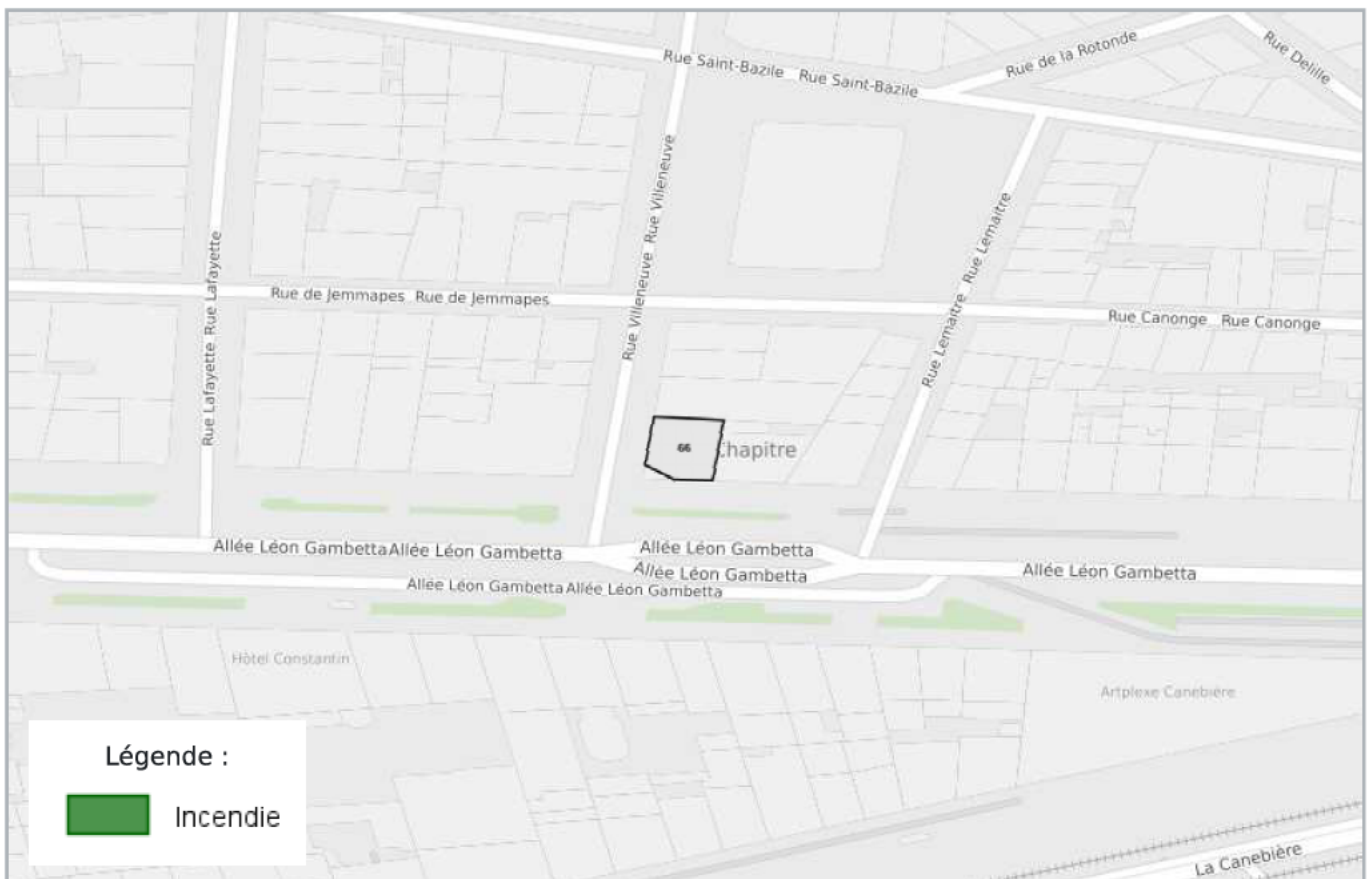 Rue Saint-Bazile Rue Saint-Bazile
Rue de la Rotonde
Rue Delille
Rue Villeneuve Rue Villeneuve
Rue Lemaitre Rue Lemaitre
Rue Lafayette Rue Lafayette
Rue de Jemmapes Rue de Jemmapes
Rue Canonge Rue Canonge
66
Chapitre
Allée Léon Gambetta Allée Léon Gambetta
Allée Léon Gambetta
Allée Léon Gambetta
Allée Léon Gambetta
Allée Léon Gambetta Allée Léon Gambetta
Hôtel Constantin
Artplexe Canebière
Légende :
Incendie
La Canebière